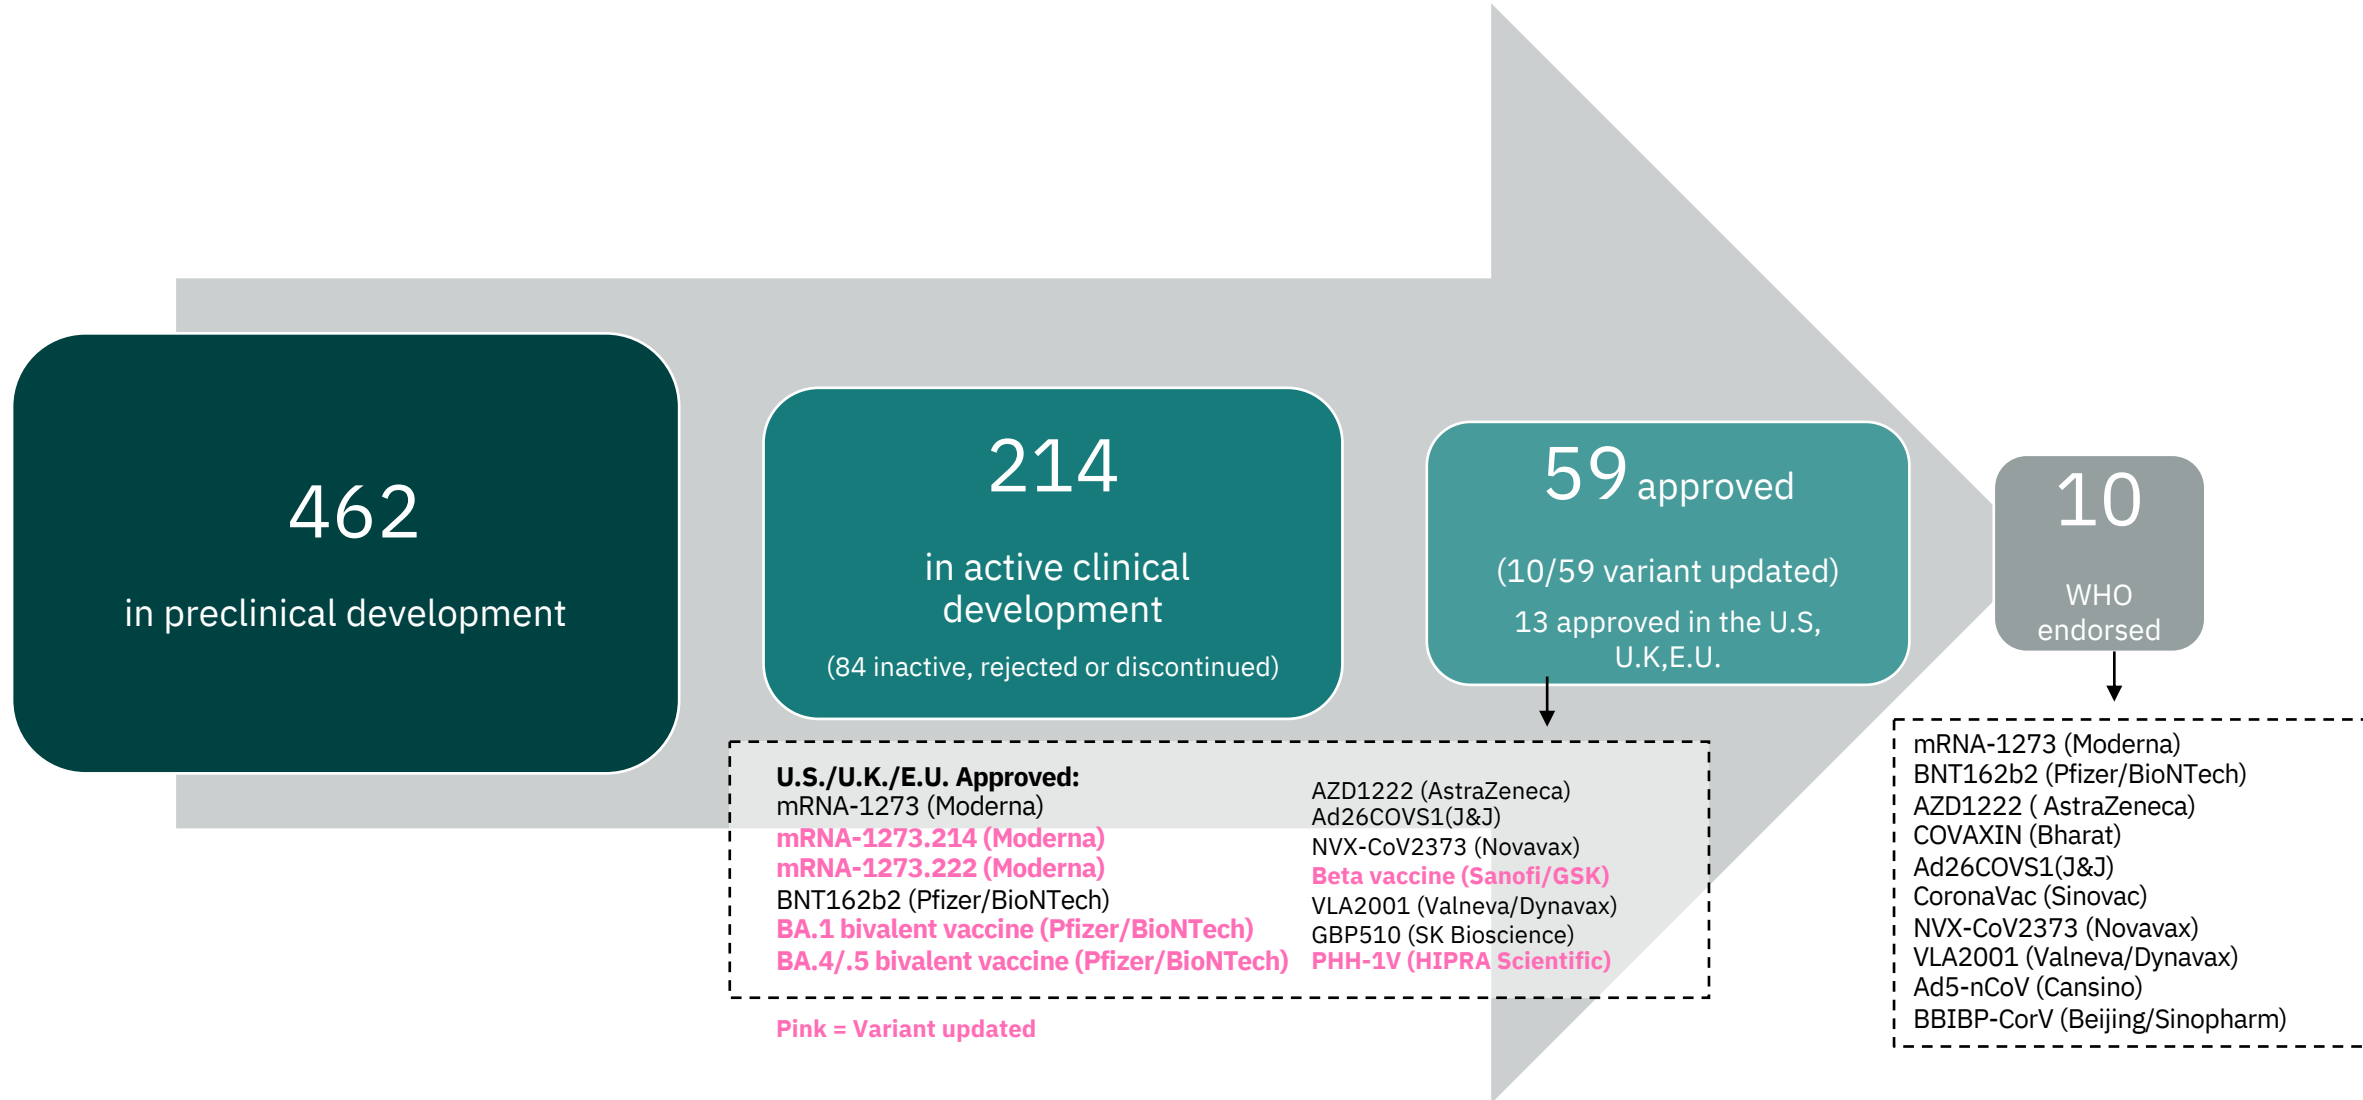 462
in preclinical development
214
in active clinical
development
(84 inactive, rejected or discontinued)
59 approved
(10/59 variant updated)
13 approved in the U.S,
U.K,E.U.
10
WHO
endorsed
U.S./U.K./E.U. Approved:
mRNA-1273 (Moderna)
mRNA-1273.214 (Moderna)
mRNA-1273.222 (Moderna)
BNT162b2 (Pfizer/BioNTech)
BA.1 bivalent vaccine (Pfizer/BioNTech)
BA.4/.5 bivalent vaccine (Pfizer/BioNTech)
AZD1222 (AstraZeneca)
Ad26COVS1(J&J)
NVX-CoV2373 (Novavax)
Beta vaccine (Sanofi/GSK)
VLA2001 (Valneva/Dynavax)
GBP510 (SK Bioscience)
PHH-1V (HIPRA Scientific)
Pink = Variant updated
mRNA-1273 (Moderna)
BNT162b2 (Pfizer/BioNTech)
AZD1222 ( AstraZeneca)
COVAXIN (Bharat)
Ad26COVS1(J&J)
CoronaVac (Sinovac)
NVX-CoV2373 (Novavax)
VLA2001 (Valneva/Dynavax)
Ad5-nCoV (Cansino)
BBIBP-CorV (Beijing/Sinopharm)